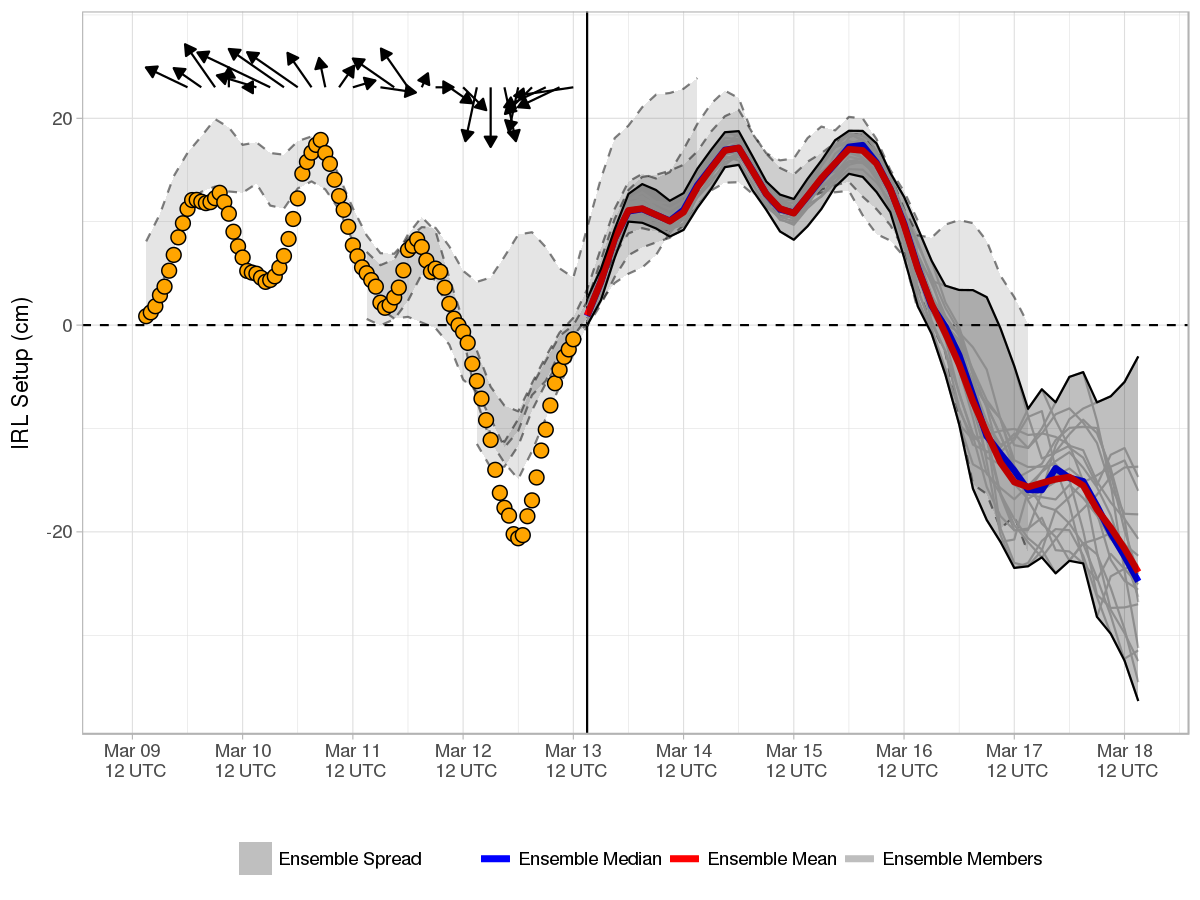 IRL Setup (cm)
20
0
-20
Mar 09 Mar 10 Mar 11 Mar 12 Mar 13 Mar 14 Mar 15 Mar 16 Mar 17 Mar 18
12 UTC 12 UTC 12 UTC 12 UTC 12 UTC 12 UTC 12 UTC 12 UTC 12 UTC 12 UTC
Ensemble Spread Ensemble Median Ensemble Mean Ensemble Members